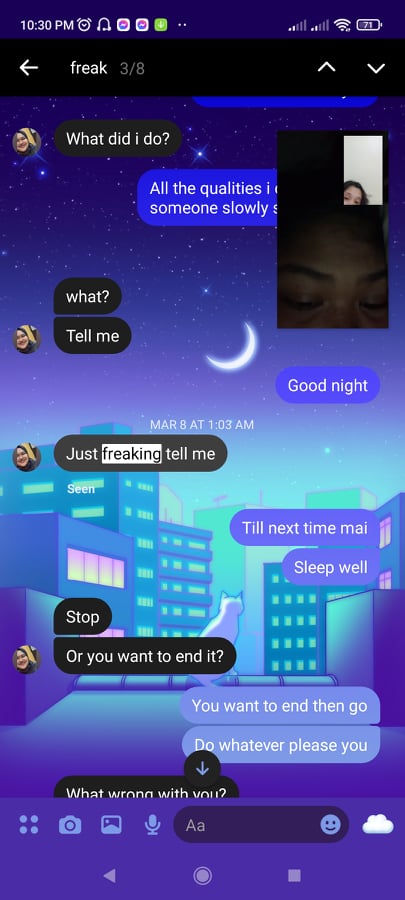 10:30 PM
71
freak 3/8
What did i do?
All the qualities i
someone slowly
what?
Tell me
Good night
MAR 8 AT 1:03 AM
Just freaking tell me
Seen
Till next time mai
Sleep well
Stop
Or you want to end it?
You want to end then go
Do whatever please you
What wrong with you?
Aa